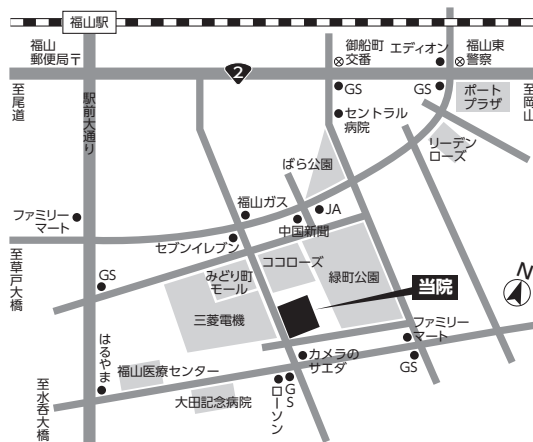 福山駅
福山
郵便局〒
御船町
交番
エディオン
福山東
警察
2
至尾道
駅前大通り
GS
GS
ポート
プラザ
至岡山
セントラル
病院
リーデン
ローズ
ばら公園
福山ガス
JA
ファミリー
マート
中国新聞
セブンイレブン
至草戸大橋
ココローズ
緑町公園
みどり町
モール
GS
当院
N
三菱電機
ファミリー
マート
はるやま
カメラの
サエダ
福山医療センター
GS
至水呑大橋
大田記念病院
ローソン
GS